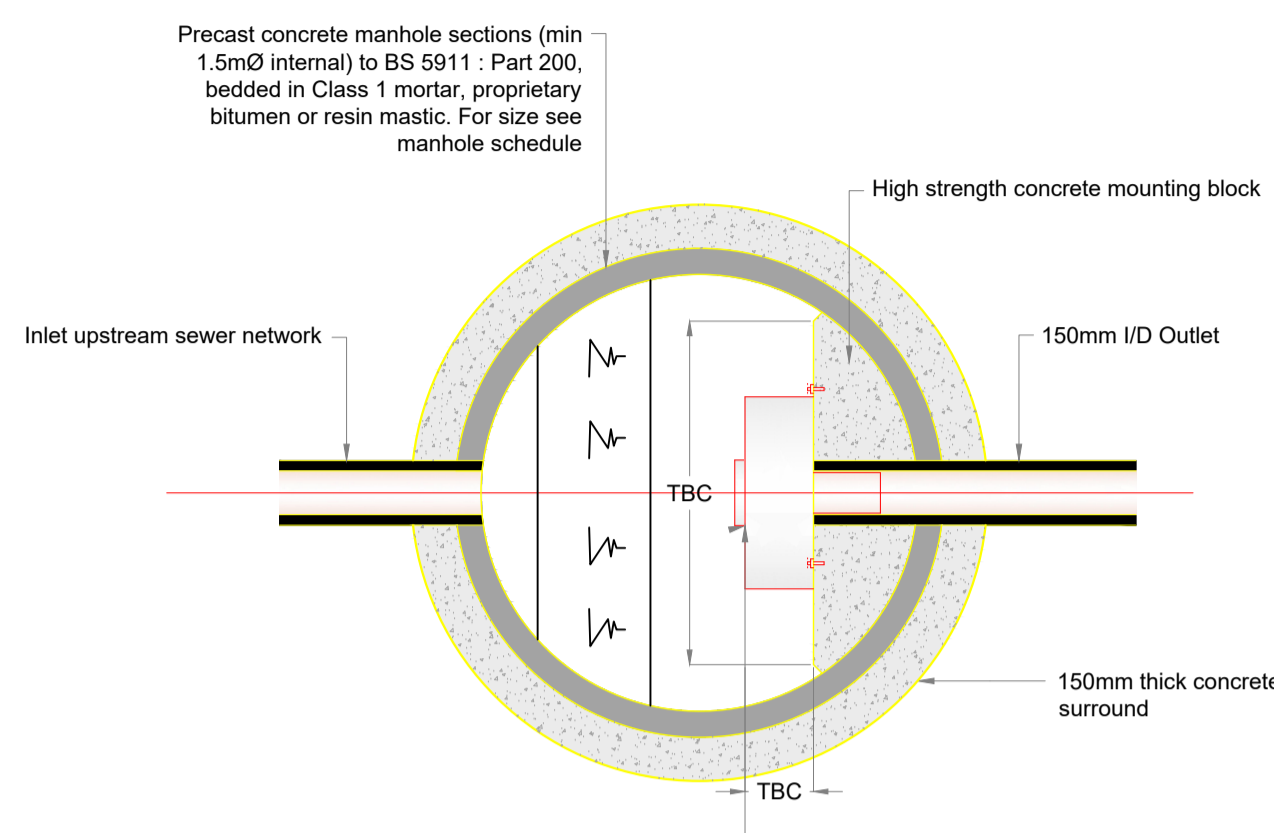 Precast concrete manhole sections (min
1.5mØ internal) to BS 5911 : Part 200,
bedded in Class 1 mortar, proprietary
bitumen or resin mastic. For size see
manhole schedule
High strength concrete mounting block
Inlet upstream sewer network
150mm I/D Outlet
TBC
150mm thick concrete
surround
TBC